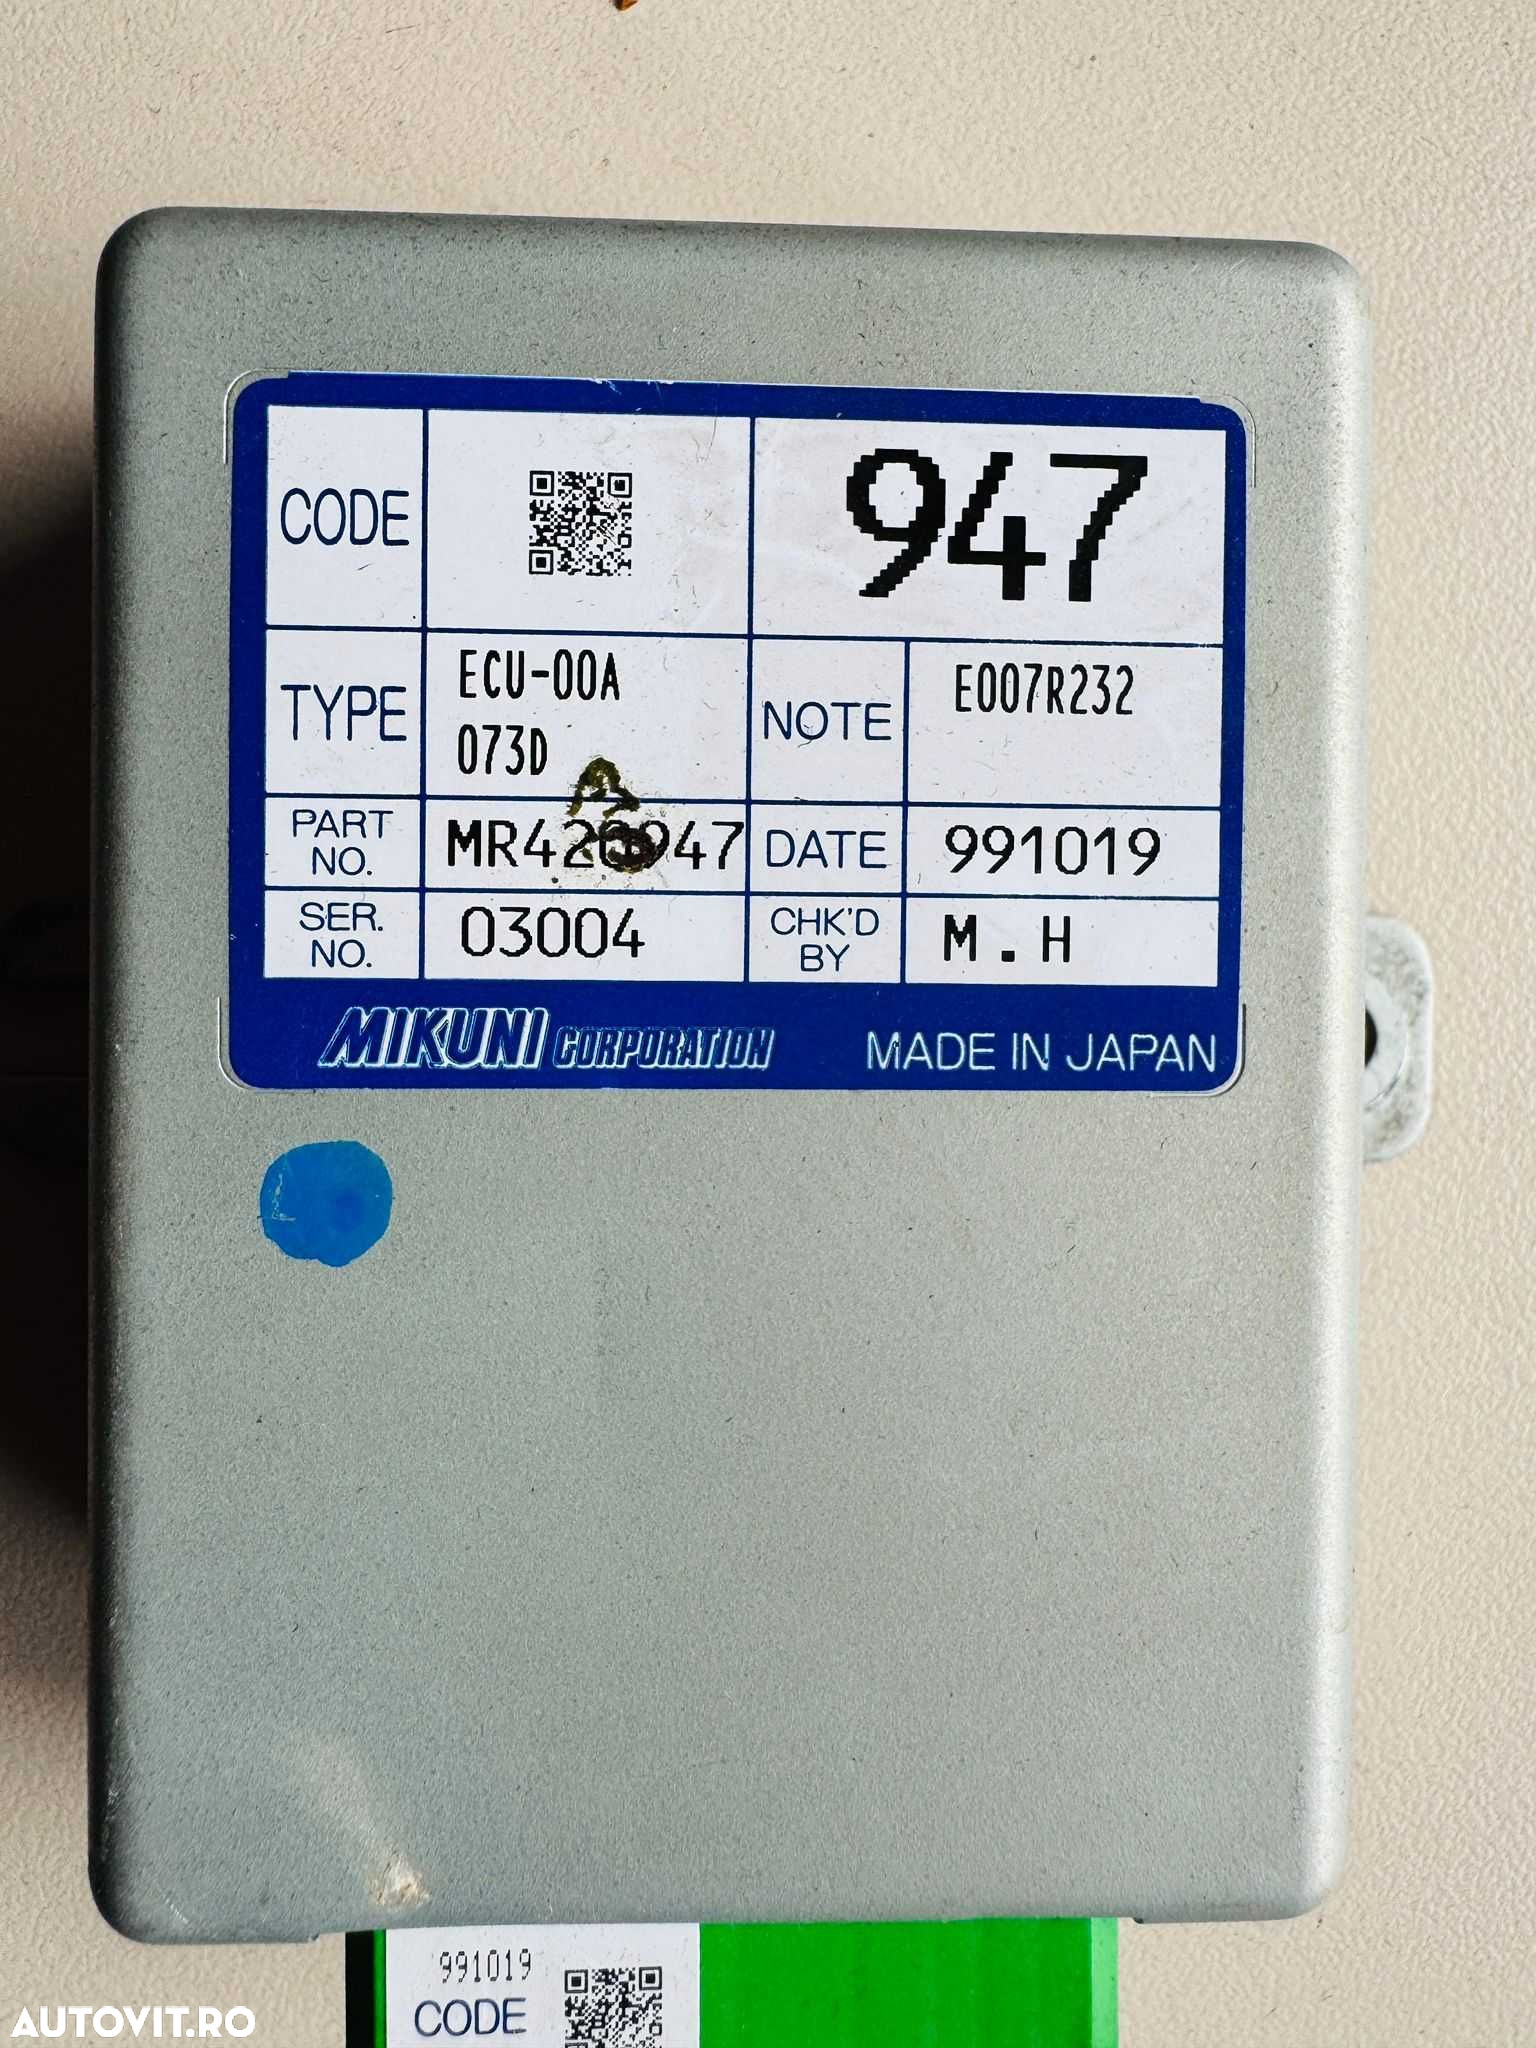 CODE
947
TYPE
ECU-00A
073D
NOTE
E007R232
PART
NO.
DATE
991019
SER.
NO.
03004
CHK'D
BY
M.H
MIKUNI CORPORATION
MADE IN JAPAN
991019
CODE
AUTOVIT.RO